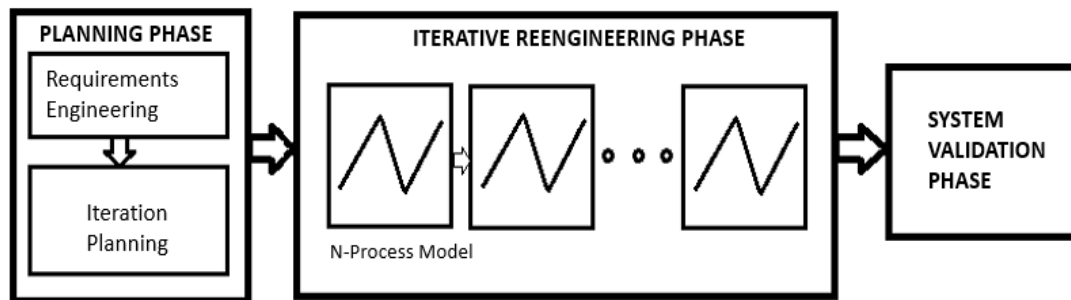 PLANNING PHASE
Requirements
Engineering
Iteration
Planning
ITERATIVE REENGINEERING PHASE
N-Process Model
SYSTEM
VALIDATION
PHASE